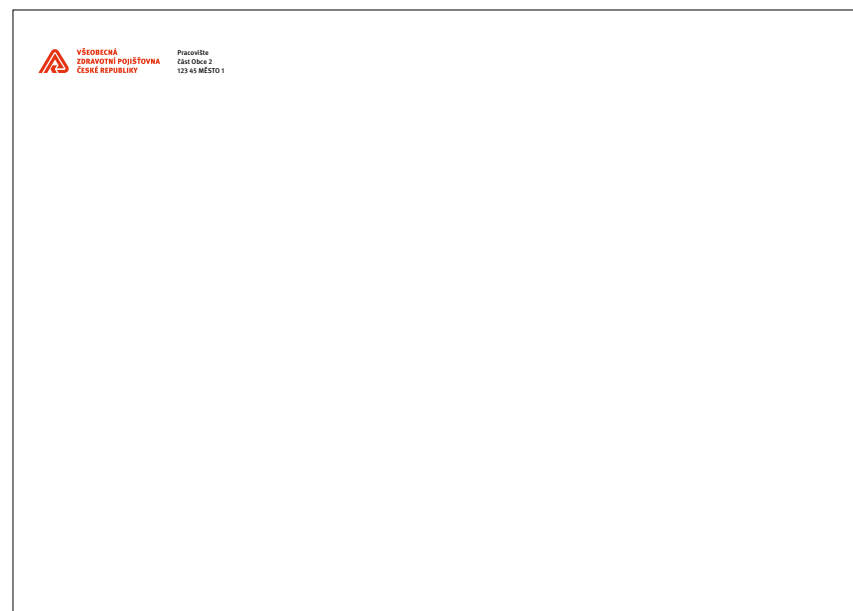 VŠEOBECNÁ
ZDRAVOTNÍ POJIŠŤOVNA
ČESKÉ REPUBLIKY
Pracoviště
část Obce 2
123 45 MĚSTO 1